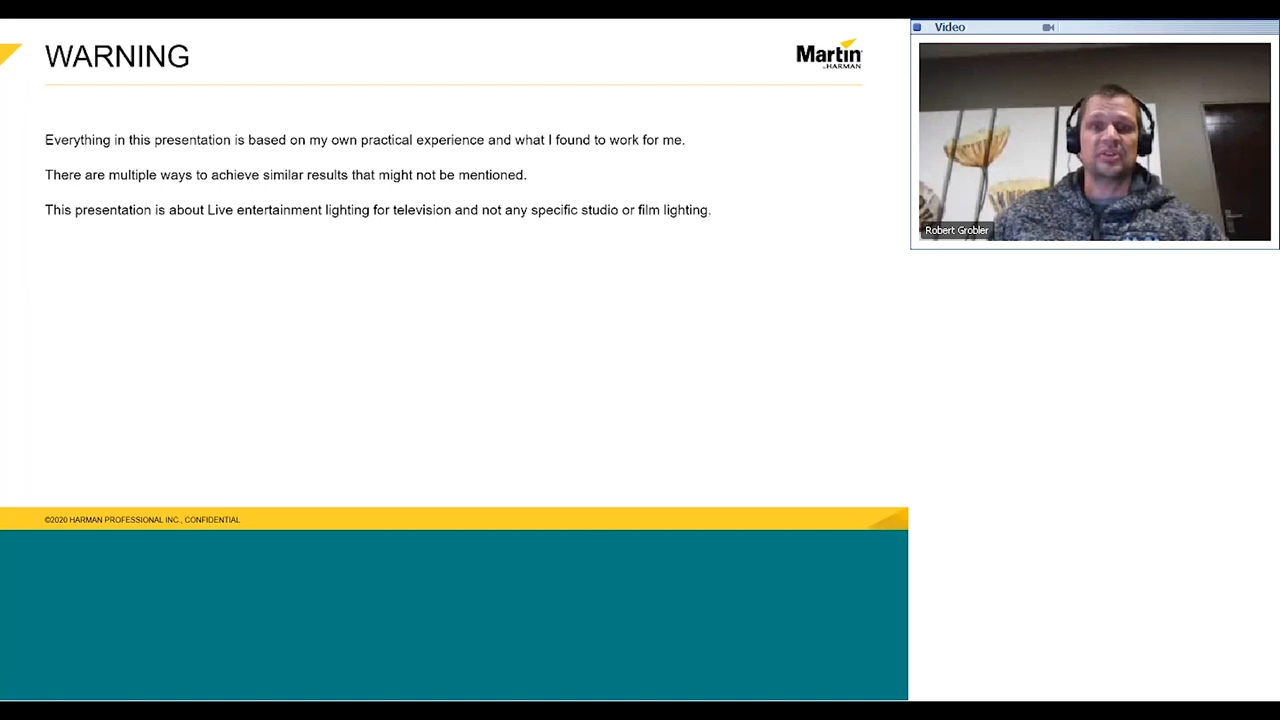 WARNING
Martin
by HARMAN
Everything in this presentation is based on my own practical experience and what I found to work for me.
There are multiple ways to achieve similar results that might not be mentioned.
This presentation is about Live entertainment lighting for television and not any specific studio or film lighting.
©2020 HARMAN PROFESSIONAL INC., CONFIDENTIAL
Video
Robert Grobler